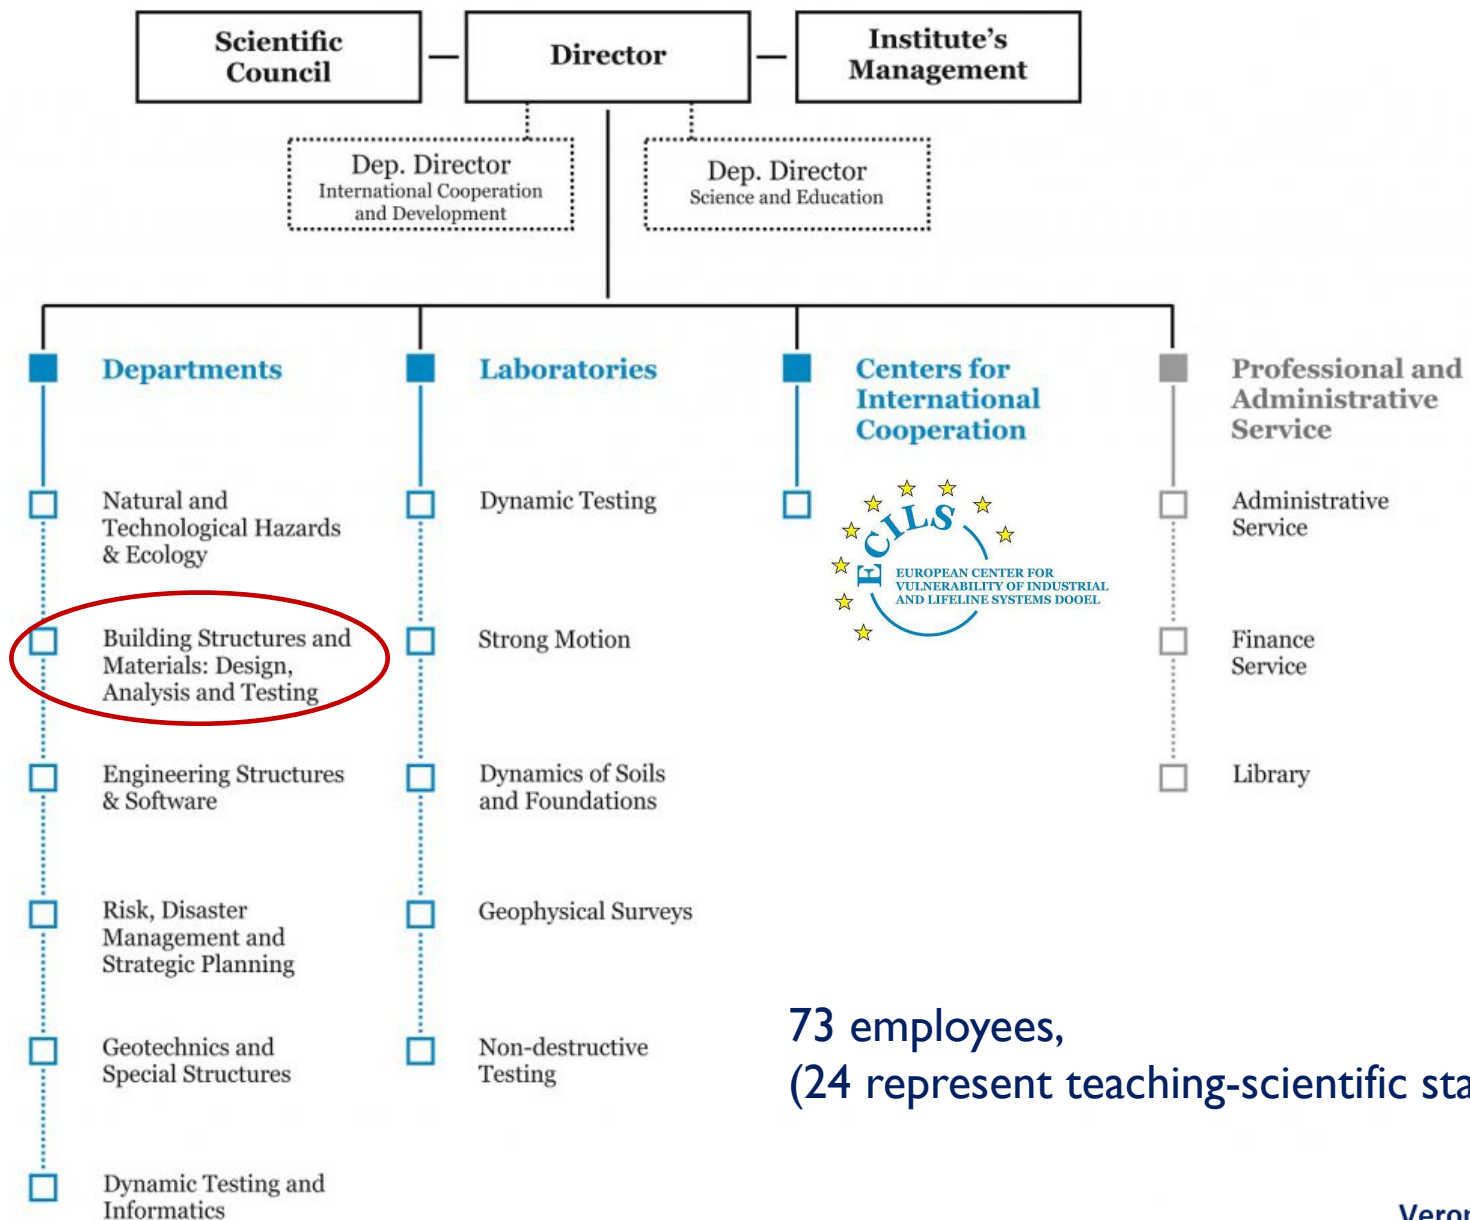 Scientific
Council
Director
Institute's
Management
Dep. Director
International Cooperation
and Development
Dep. Director
Science and Education
Departments
Natural and
Technological Hazards
& Ecology
Building Structures and
Materials: Design,
Analysis and Testing
Engineering Structures
& Software
Risk, Disaster
Management and
Strategic Planning
Geotechnics and
Special Structures
Dynamic Testing and
Informatics
Laboratories
Dynamic Testing
Strong Motion
Dynamics of Soils
and Foundations
Geophysical Surveys
Non-destructive
Testing
Centers for
International
Cooperation
ECILS
EUROPEAN CENTER FOR
VULNERABILITY OF INDUSTRIAL
AND LIFELINE SYSTEMS DOOEL
Professional and
Administrative
Service
Administrative
Service
Finance
Service
Library
73 employees,
(24 represent teaching-scientific